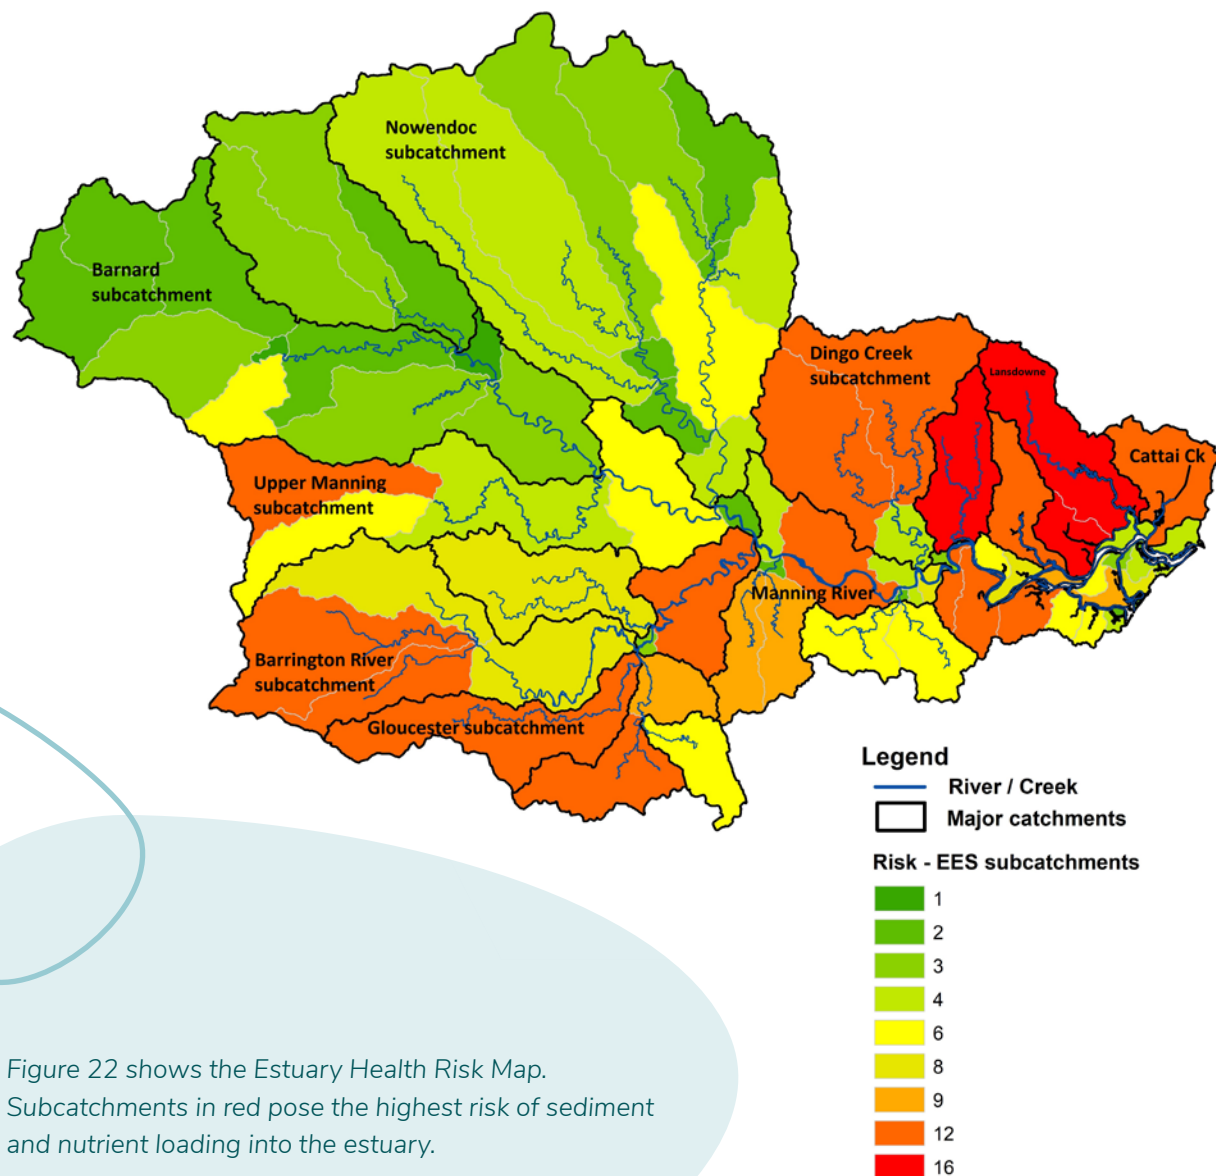 Nowendoc
subcatchment
Barnard
subcatchment
Dingo Creek
subcatchment
Lansdowne
Cattai Ck
Upper Manning
subcatchment
Manning River
Barrington River
subcatchment
Gloucester subcatchment
Legend
River / Creek
Major catchments
Risk - EES subcatchments
1
2
3
4
6
8
9
12
16
Figure 22 shows the Estuary Health Risk Map.
Subcatchments in red pose the highest risk of sediment
and nutrient loading into the estuary.